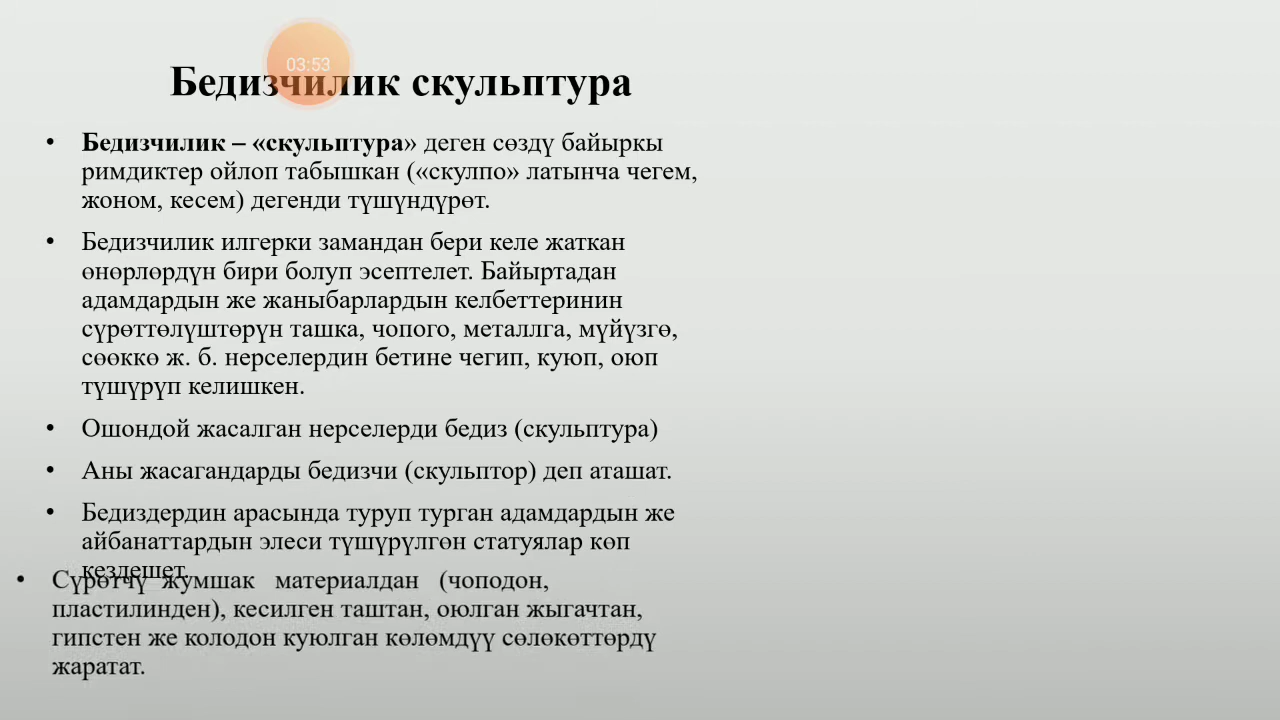 03:53
Бедизчилик скульптура
• Бедизчилик – «скульптура» деген сөздү байыркы
римдиктер ойлоп табышкан («скулпо» латынча чегем,
жоном, кесем) дегенди түшүндүрөт.
• Бедизчилик илгерки замандан бери келе жаткан
өнөрлөрдүн бири болуп эсептелет. Байыртадан
адамдардын же жаныбарлардын келбеттеринин
сүрөттөлүштөрүн ташка, чопого, металлга, мүйүзгө,
сөөккө ж. б. нерселердин бетине чегип, куюп, оюп
түшүрүп келишкен.
• Ошондой жасалган нерселерди бедиз (скульптура)
• Аны жасагандарды бедизчи (скульптор) деп аташат.
• Бедиздердин арасында туруп турган адамдардын же
айбанаттардын элеси түшүрүлгөн статуялар көп
кездешет.
• Сүрөтчү жумшак материалдан (чоподон,
пластилинден), кесилген таштан, оюлган жыгачтан,
гипстен же колодон куюлган көлөмдүү сөлөкөттөрдү
жаратат.